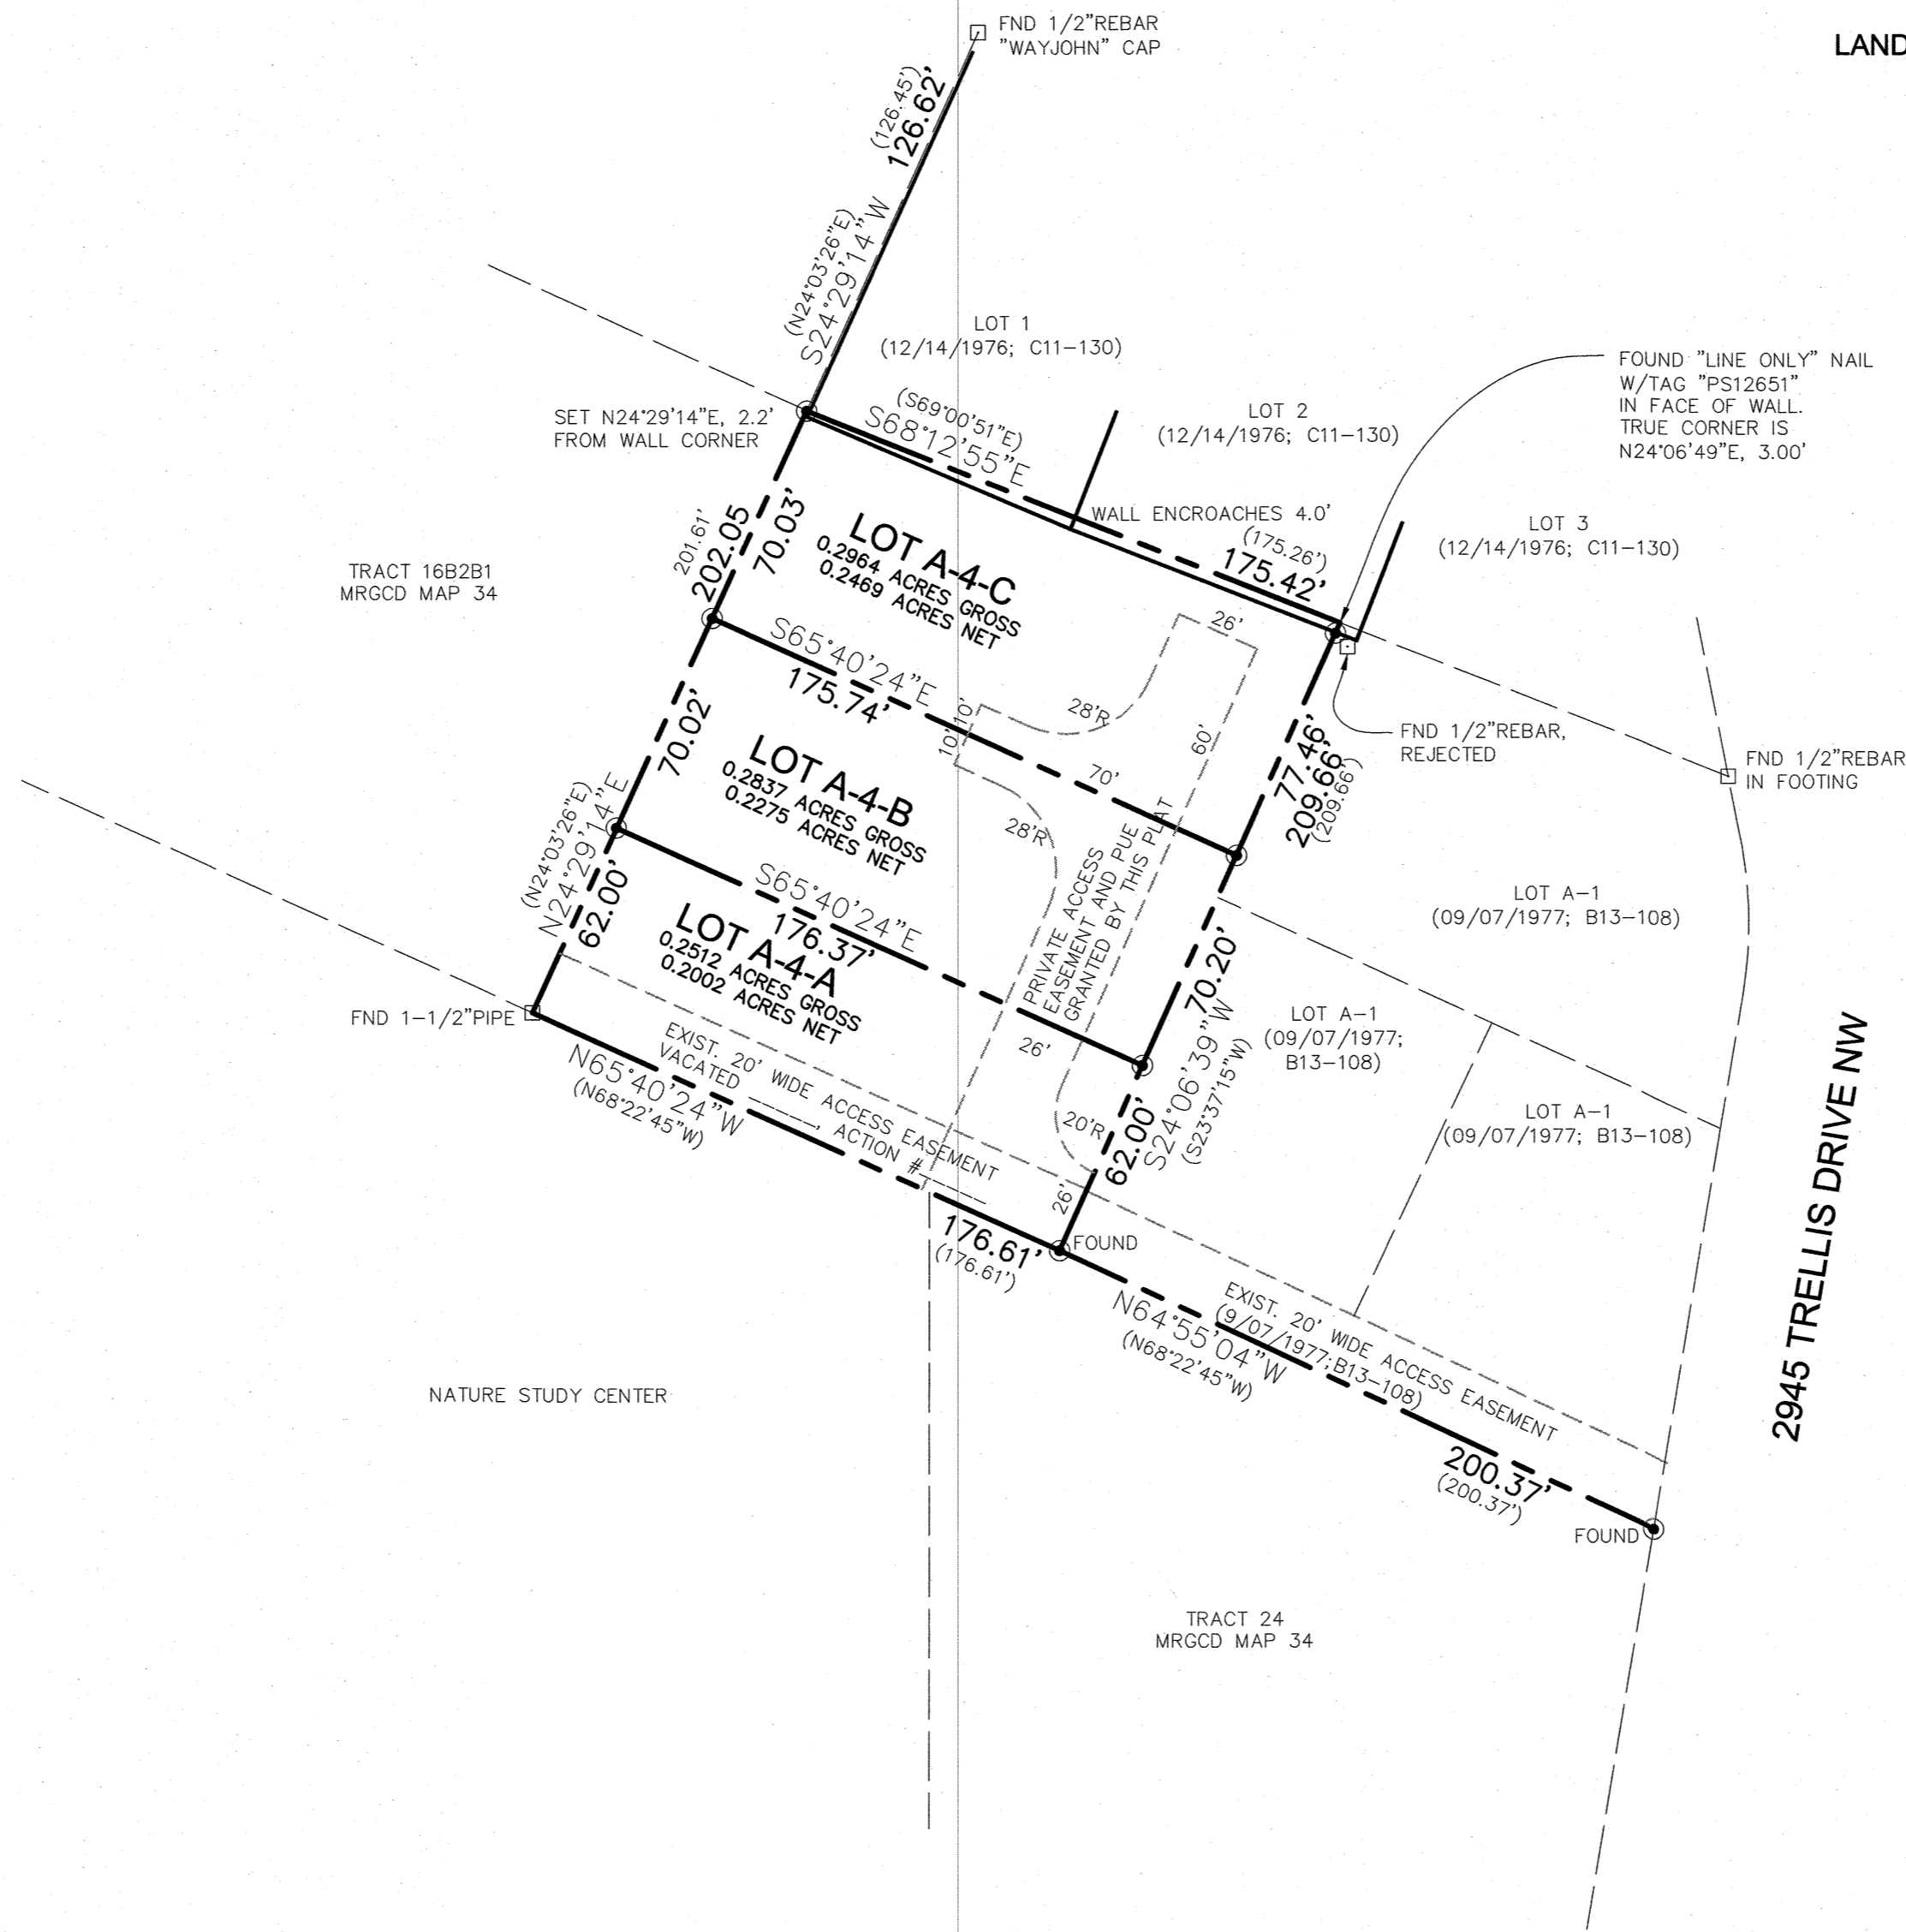 LAND
FND 1/2"REBAR
"WAYJOHN" CAP
(126.45')
126.62'
(N24°03'26"E)
S24°29'14"W
LOT 1
(12/14/1976; C11-130)
(S69°00'51"E)
S68°12'55"E
LOT 2
(12/14/1976; C11-130)
FOUND "LINE ONLY" NAIL
W/TAG "PS12651"
IN FACE OF WALL.
TRUE CORNER IS
N24°06'49"E, 3.00'
SET N24°29'14"E, 2.2'
FROM WALL CORNER
WALL ENCROACHES 4.0'
(175.26')
175.42'
LOT 3
(12/14/1976; C11-130)
TRACT 16B2B1
MRGCD MAP 34
201.61'
202.05
70.03'
LOT A-4-C
0.2964 ACRES GROSS
0.2469 ACRES NET
26'
S65°40'24"E
175.74'
10'
10'
28'R
60'
70'
77.46'
209.66'
(209.66')
FND 1/2"REBAR,
REJECTED
FND 1/2"REBAR
IN FOOTING
70.02'
LOT A-4-B
0.2837 ACRES GROSS
0.2275 ACRES NET
28'R
PRIVATE ACCESS
EASEMENT AND PUE
GRANTED BY THIS PLAT
LOT A-1
(09/07/1977; B13-108)
(N24°03'26"E)
N24°29'14"E
62.00'
S65°40'24"E
176.37'
LOT A-4-A
0.2512 ACRES GROSS
0.2002 ACRES NET
70.20'
S24°06'39"W
(S23°37'15"W)
LOT A-1
(09/07/1977;
B13-108)
FND 1-1/2"PIPE
EXIST. 20' WIDE ACCESS EASEMENT
VACATED _____, ACTION #______
26'
20'R
62.00'
26'
N65°40'24"W
(N68°22'45"W)
LOT A-1
(09/07/1977; B13-108)
2945 TRELLIS DRIVE NW
176.61'
(176.61')
FOUND
N64°55'04"W
(N68°22'45"W)
EXIST. 20' WIDE ACCESS EASEMENT
(9/07/1977;B13-108)
200.37'
(200.37')
FOUND
NATURE STUDY CENTER
TRACT 24
MRGCD MAP 34